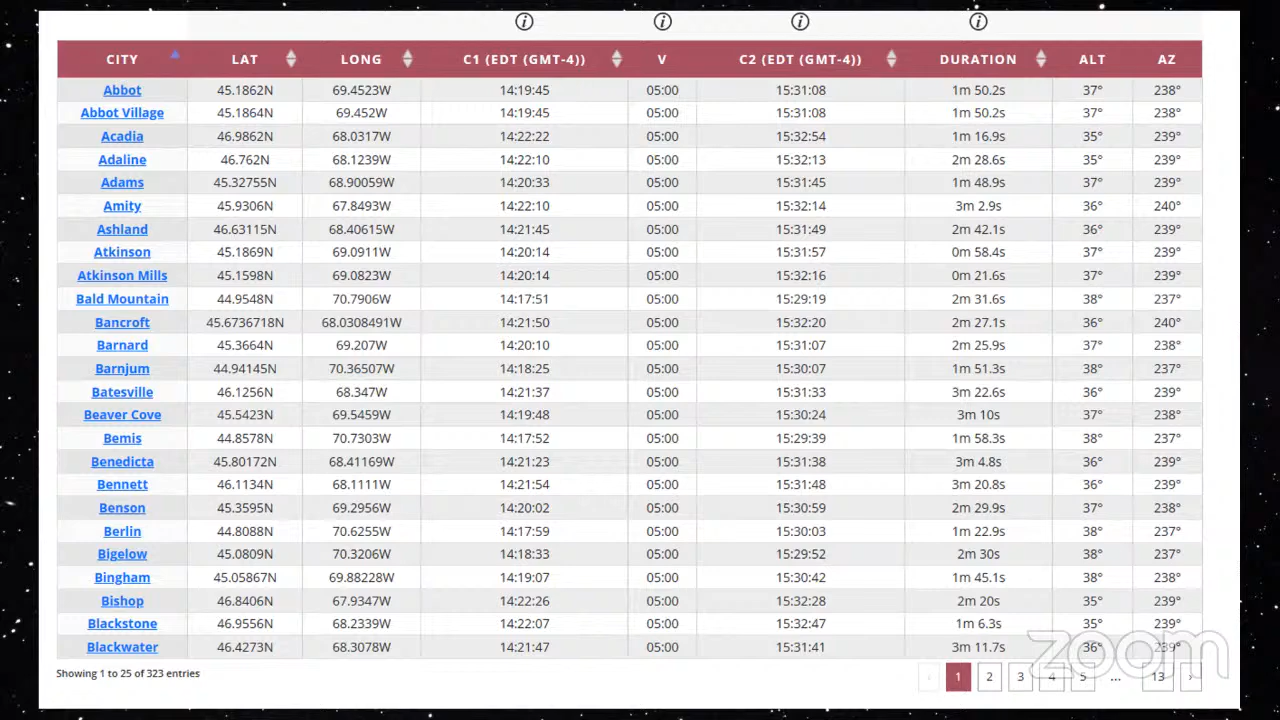 CITY LAT LONG C1 (EDT (GMT-4)) V C2 (EDT (GMT-4)) DURATION ALT AZ
Abbot 45.1862N 69.4523W 14:19:45 05:00 15:31:08 1m 50.2s 37° 238°
Abbot Village 45.1864N 69.452W 14:19:45 05:00 15:31:08 1m 50.2s 37° 238°
Acadia 46.9862N 68.0317W 14:22:22 05:00 15:32:54 1m 16.9s 35° 239°
Adaline 46.762N 68.1239W 14:22:10 05:00 15:32:13 2m 28.6s 35° 239°
Adams 45.32755N 68.90059W 14:20:33 05:00 15:31:45 1m 48.9s 37° 239°
Amity 45.9306N 67.8493W 14:22:10 05:00 15:32:14 3m 2.9s 36° 240°
Ashland 46.63115N 68.40615W 14:21:45 05:00 15:31:49 2m 42.1s 36° 239°
Atkinson 45.1869N 69.0911W 14:20:14 05:00 15:31:57 0m 58.4s 37° 239°
Atkinson Mills 45.1598N 69.0823W 14:20:14 05:00 15:32:16 0m 21.6s 37° 239°
Bald Mountain 44.9548N 70.7906W 14:17:51 05:00 15:29:19 2m 31.6s 38° 237°
Bancroft 45.6736718N 68.0308491W 14:21:50 05:00 15:32:20 2m 27.1s 36° 240°
Barnard 45.3664N 69.207W 14:20:10 05:00 15:31:07 2m 25.9s 37° 238°
Barnjum 44.94145N 70.36507W 14:18:25 05:00 15:30:07 1m 51.3s 38° 237°
Batesville 46.1256N 68.347W 14:21:37 05:00 15:31:33 3m 22.6s 36° 239°
Beaver Cove 45.5423N 69.5459W 14:19:48 05:00 15:30:24 3m 10s 37° 238°
Bemis 44.8578N 70.7303W 14:17:52 05:00 15:29:39 1m 58.3s 38° 237°
Benedicta 45.80172N 68.41169W 14:21:23 05:00 15:31:38 3m 4.8s 36° 239°
Bennett 46.1134N 68.1111W 14:21:54 05:00 15:31:48 3m 20.8s 36° 239°
Benson 45.3595N 69.2956W 14:20:02 05:00 15:30:59 2m 29.9s 37° 238°
Berlin 44.8088N 70.6255W 14:17:59 05:00 15:30:03 1m 22.9s 38° 237°
Bigelow 45.0809N 70.3206W 14:18:33 05:00 15:29:52 2m 30s 38° 237°
Bingham 45.05867N 69.88228W 14:19:07 05:00 15:30:42 1m 45.1s 38° 238°
Bishop 46.8406N 67.9347W 14:22:26 05:00 15:32:28 2m 20s 35° 239°
Blackstone 46.9556N 68.2339W 14:22:07 05:00 15:32:47 1m 6.3s 35° 239°
Blackwater 46.4273N 68.3078W 14:21:47 05:00 15:31:41 3m 11.7s 36° 239°
Showing 1 to 25 of 323 entries ‹ 1 2 3 4 5 ... 13 ›
zoom